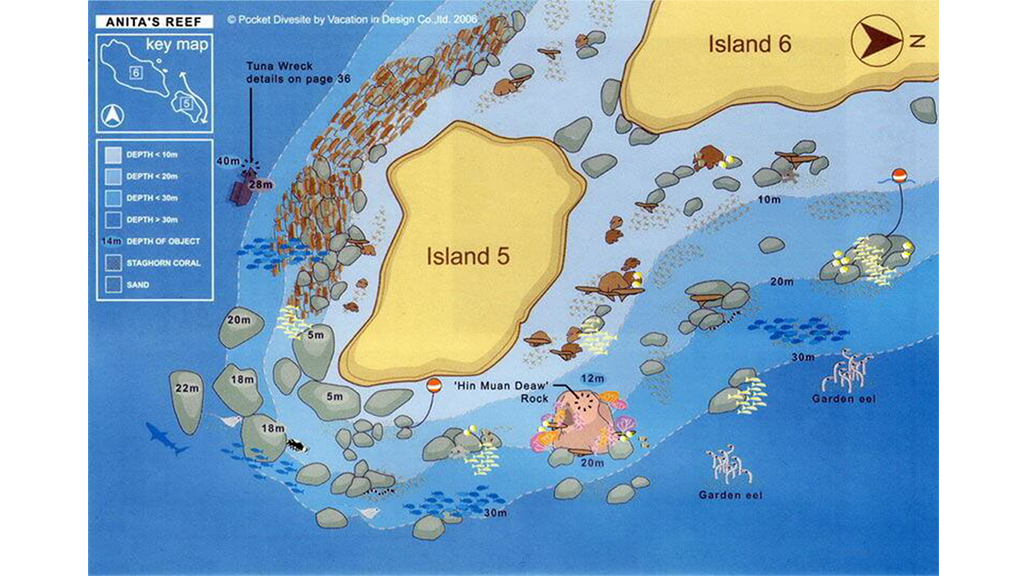 ANITA'S REEF
© Pocket Divesite by Vacation in Design Co.,ltd. 2006
key map
6
5
Tuna Wreck
details on page 36
Island 6
N
DEPTH < 10m
DEPTH < 20m
DEPTH < 30m
DEPTH > 30m
14m DEPTH OF OBJECT
STAGHORN CORAL
SAND
40m
28m
10m
Island 5
20m
20m
5m
30m
18m
22m
5m
'Hin Muan Deaw'
Rock
12m
Garden eel
18m
20m
Garden eel
30m